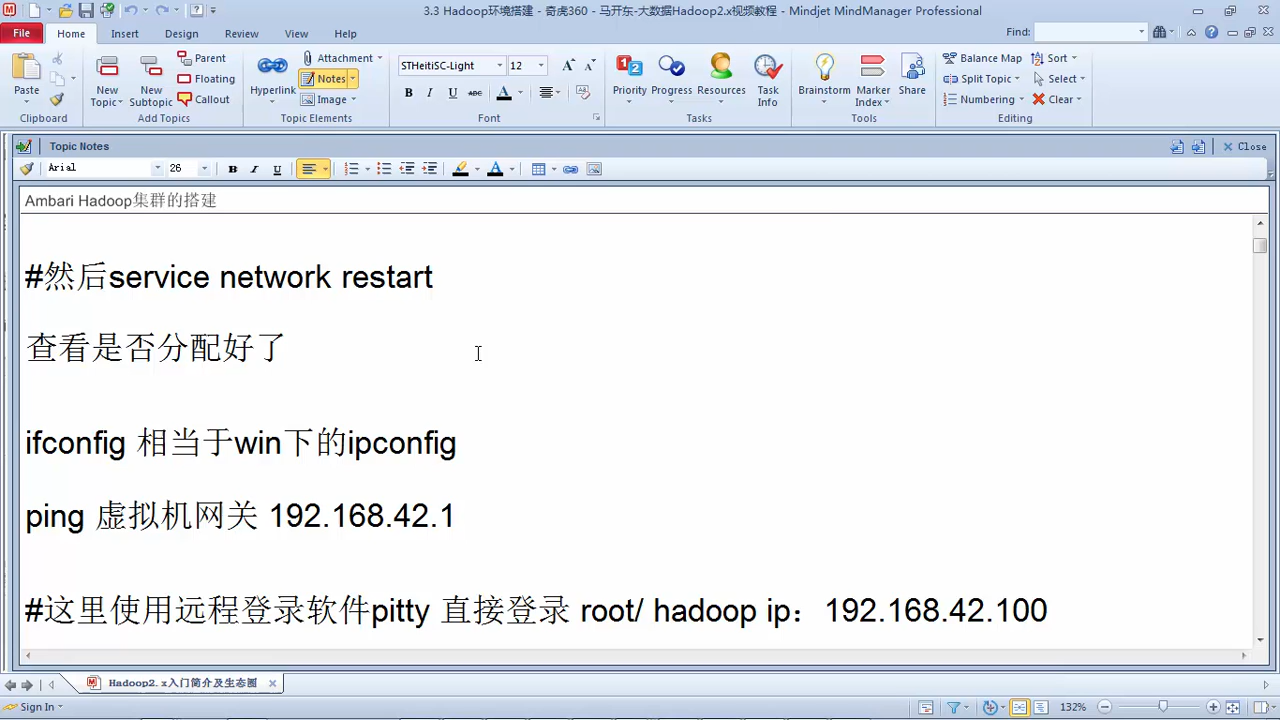 3.3 Hadoop环境搭建 - 奇虎360 - 马开东-大数据Hadoop2.x视频教程 - Mindjet MindManager Professional
File Home Insert Design Review View Help Find:
Paste
Clipboard
New Topic New Subtopic Parent Floating Callout
Add Topics
Hyperlink Attachment Notes Image
Topic Elements
STHeitiSC-Light 12
B I U ABC A
Font
Priority Progress Resources Task Info
Tasks
Brainstorm Marker Index Share
Tools
Balance Map Sort
Split Topic Select
Numbering Clear
Editing
Topic Notes Close
Arial 26 B I U A
Ambari Hadoop集群的搭建
#然后service network restart
查看是否分配好了
ifconfig 相当于win下的ipconfig
ping 虚拟机网关 192.168.42.1
#这里使用远程登录软件pitty 直接登录 root/ hadoop ip：192.168.42.100
Hadoop2. x入门简介及生态圈
Sign In 132%